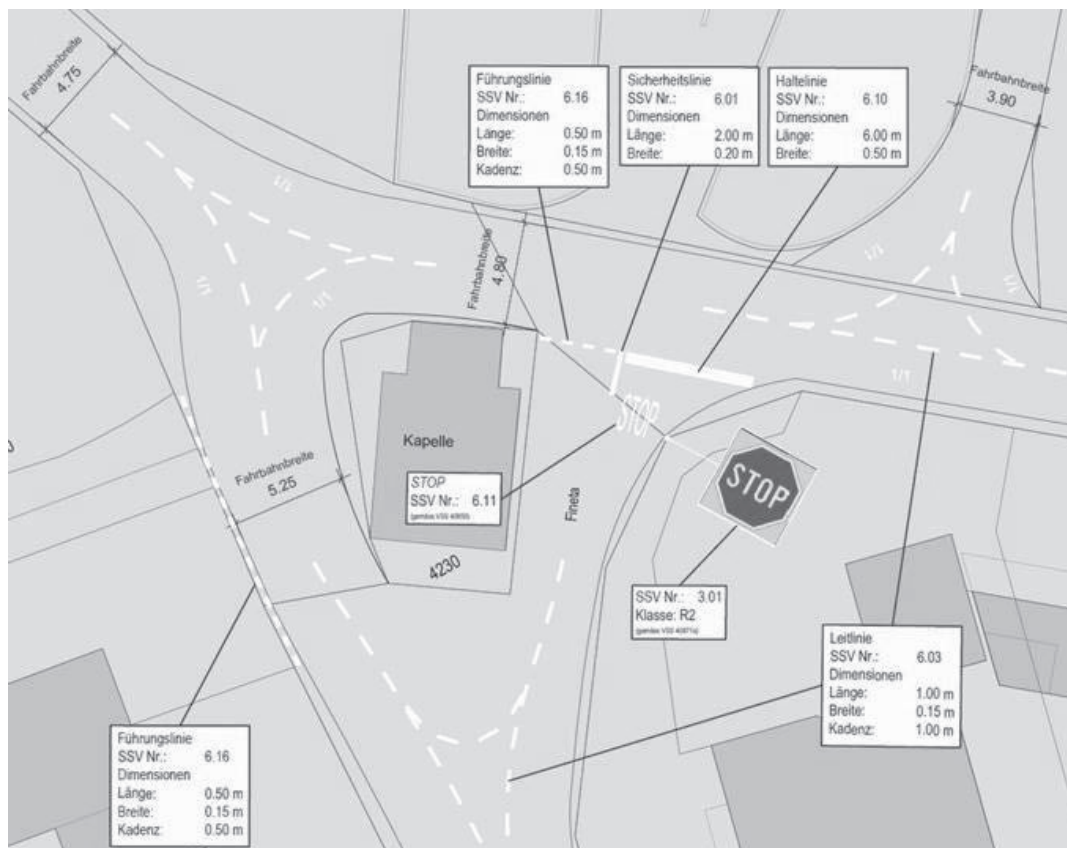 Fahrbahnbreite
4.75
Führungslinie
SSV Nr.: 6.16
Dimensionen
Länge: 0.50 m
Breite: 0.15 m
Kadenz: 0.50 m
Sicherheitslinie
SSV Nr.: 6.01
Dimensionen
Länge: 2.00 m
Breite: 0.20 m
Haltelinie
SSV Nr.: 6.10
Dimensionen
Länge: 6.00 m
Breite: 0.50 m
Fahrbahnbreite
3.90
1/1
1/1
1/1
Fahrbahnbreite
4.80
1/1
1/1
1/1
STOP
Kapelle
Fahrbahnbreite
5.25
STOP
SSV Nr.: 6.11
Fineta
STOP
4230
SSV Nr.: 3.01
Klasse: R2
Leitlinie
SSV Nr.: 6.03
Dimensionen
Länge: 1.00 m
Breite: 0.15 m
Kadenz: 1.00 m
Führungslinie
SSV Nr.: 6.16
Dimensionen
Länge: 0.50 m
Breite: 0.15 m
Kadenz: 0.50 m